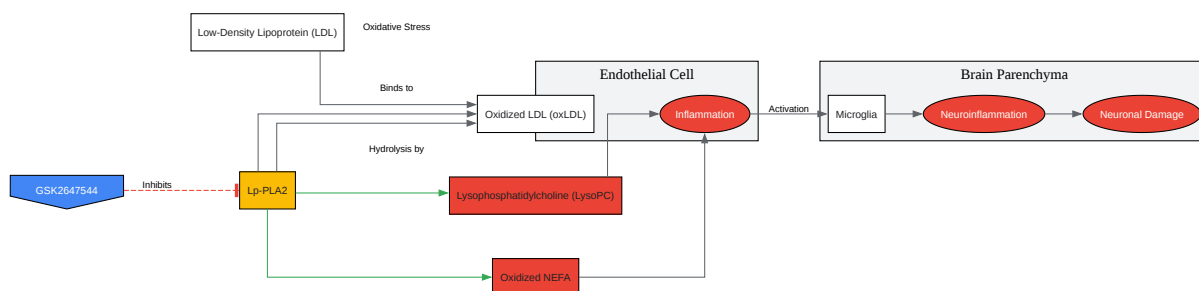 Low-Density Lipoprotein (LDL)
Oxidative Stress
Endothelial Cell
Brain Parenchyma
Binds to
Oxidized LDL (oxLDL)
Inflammation
Activation
Microglia
Neuroinflammation
Neuronal Damage
Hydrolysis by
GSK2647544
Inhibits
Lp-PLA2
Lysophosphatidylcholine (LysoPC)
Oxidized NEFA